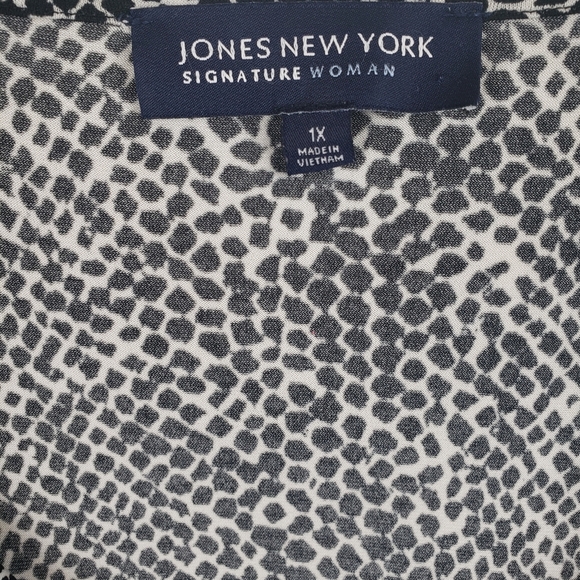 JONES NEW YORK
SIGNATURE WOMAN
1X
MADE IN
VIETNAM